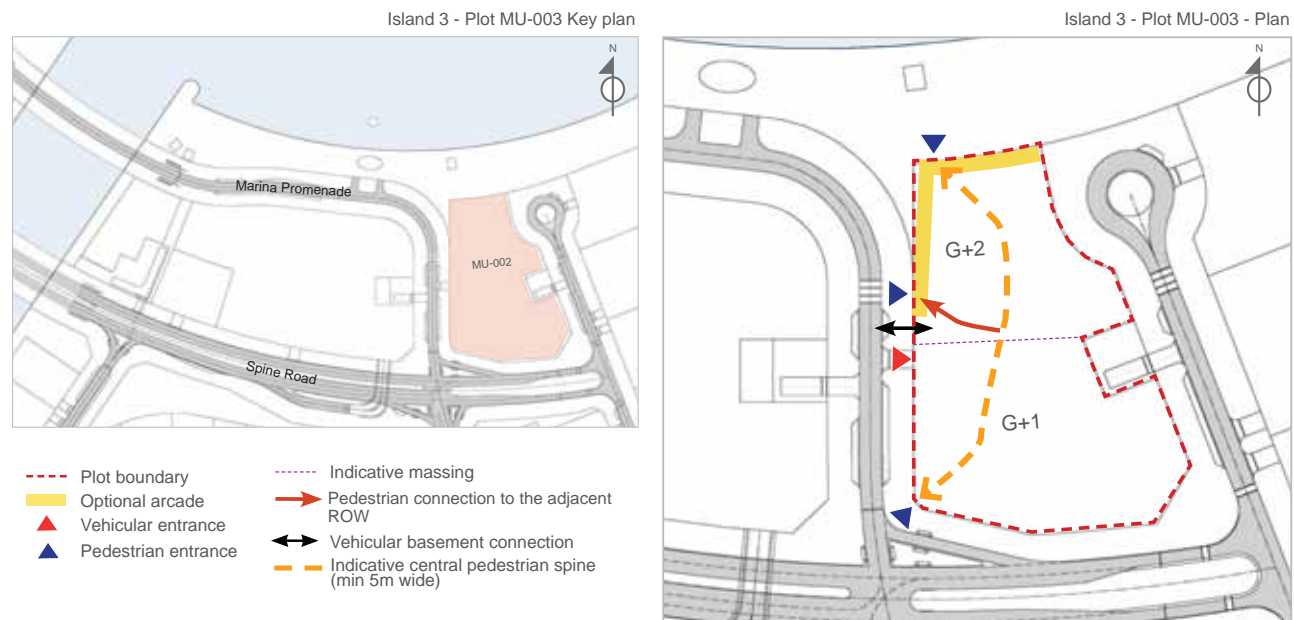 Island 3 - Plot MU-003 Key plan
N
Marina Promenade
MU-002
Spine Road
Plot boundary
Optional arcade
Vehicular entrance
Pedestrian entrance
Indicative massing
Pedestrian connection to the adjacent
ROW
Vehicular basement connection
Indicative central pedestrian spine
(min 5m wide)
Island 3 - Plot MU-003 - Plan
N
G+2
G+1